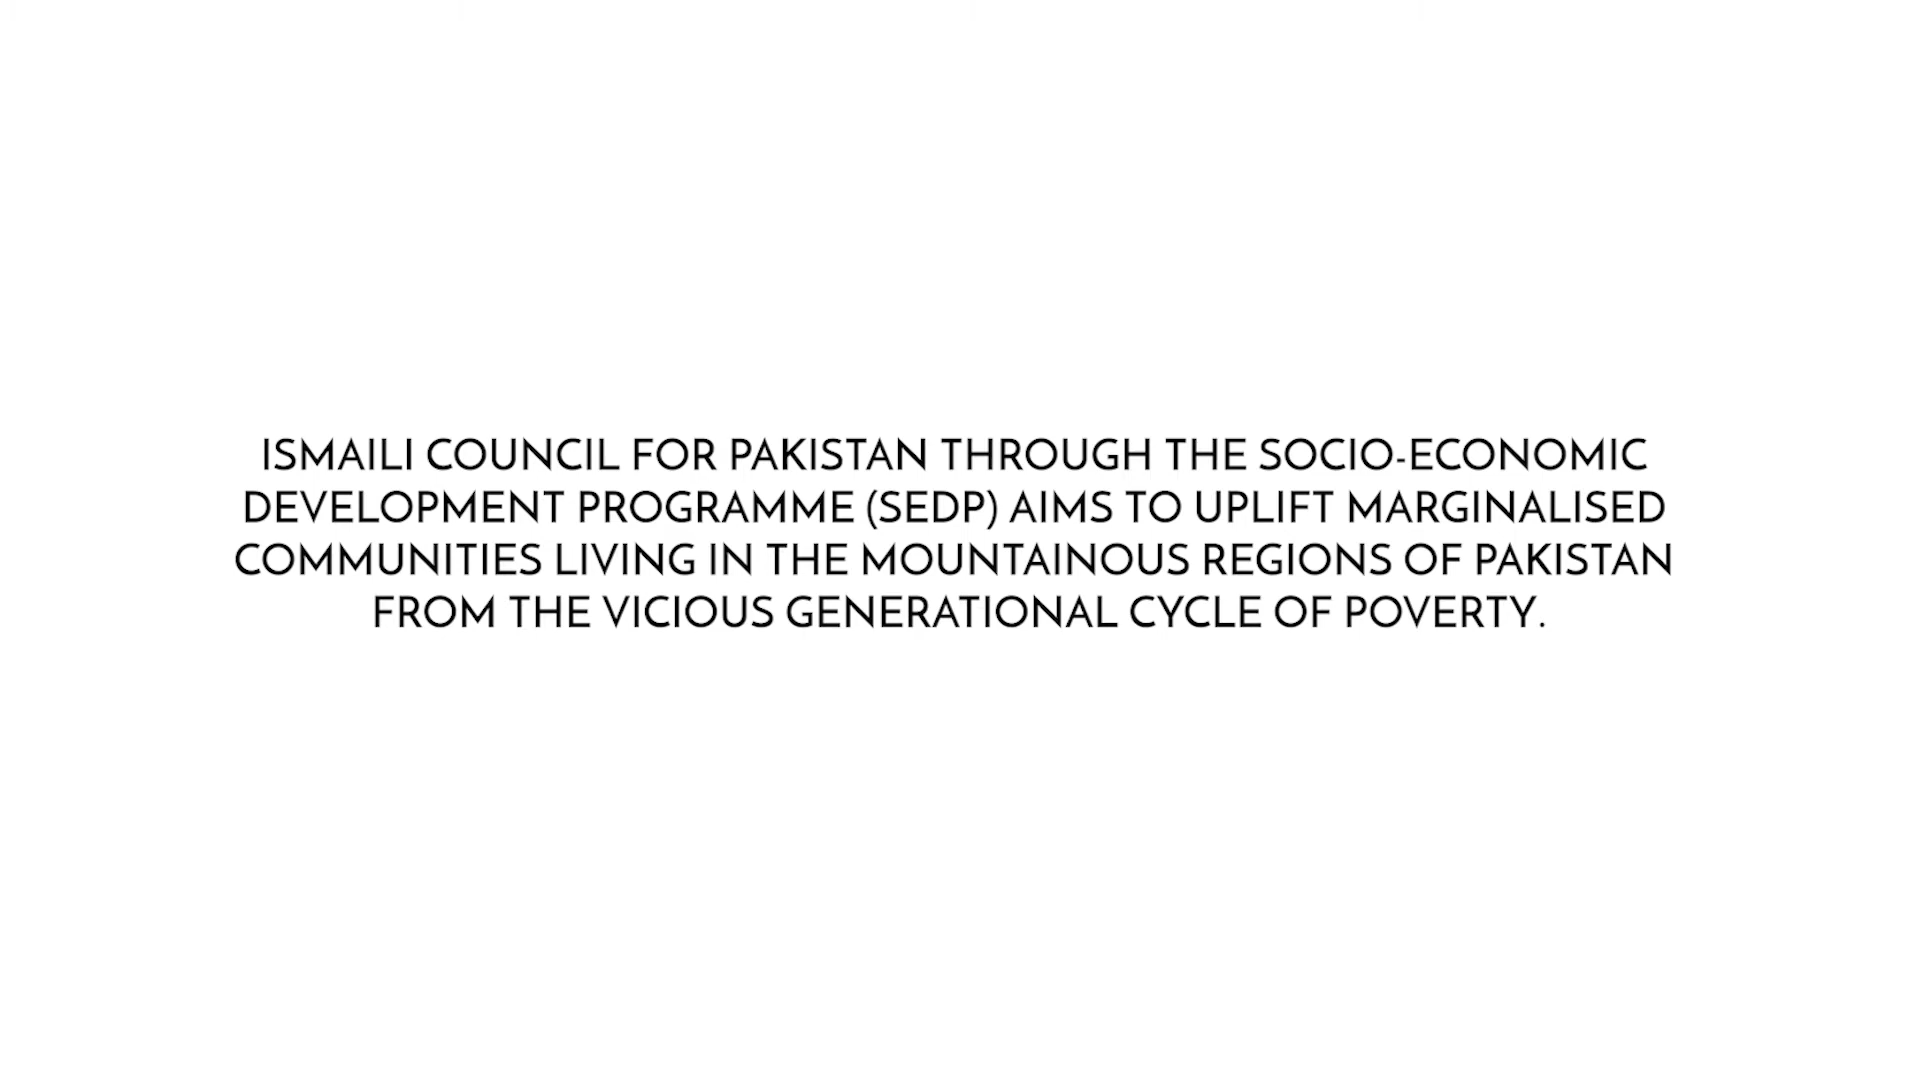 ISMAILI COUNCIL FOR PAKISTAN THROUGH THE SOCIO-ECONOMIC
DEVELOPMENT PROGRAMME (SEDP) AIMS TO UPLIFT MARGINALISED
COMMUNITIES LIVING IN THE MOUNTAINOUS REGIONS OF PAKISTAN
FROM THE VICIOUS GENERATIONAL CYCLE OF POVERTY.